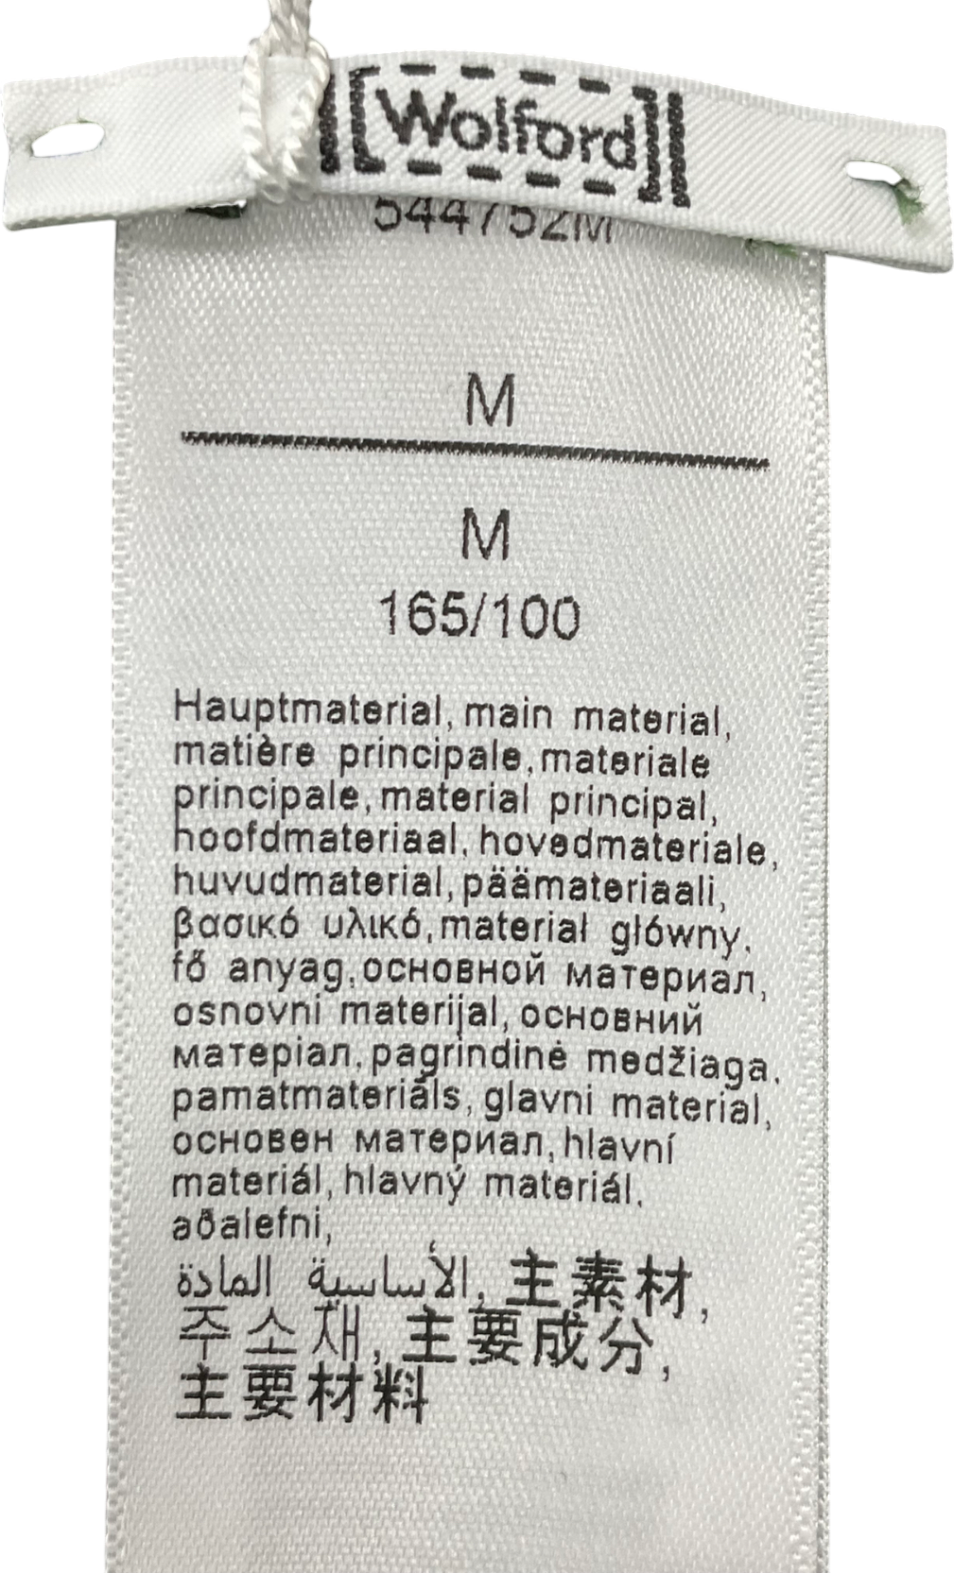 [Wolford]
544752M
M
M
165/100
Hauptmaterial, main material,
matière principale, materiale
principale, material principal,
hoofdmateriaal, hovedmateriale,
huvudmaterial, päämateriaali,
βασικό υλικό, materiał główny,
fő anyag, основной материал,
osnovni materijal, основний
матеріал, pagrindinė medžiaga,
pamatmateriāls, glavni material,
основен материал, hlavní
materiál, hlavný materiál,
aðalefni,
الأساسية المادة, 主素材,
주소재, 主要成分,
主要材料